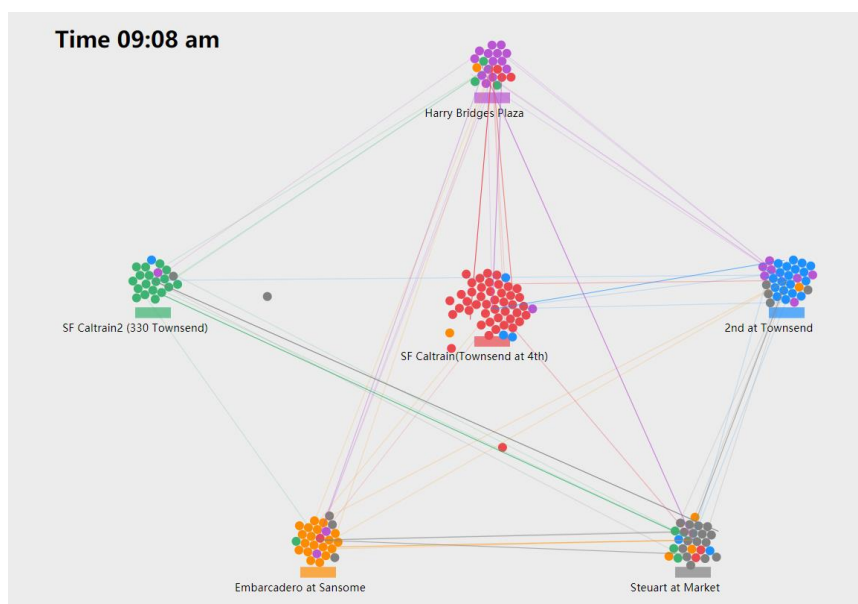 Time 09:08 am
Harry Bridges Plaza
SF Caltrain2 (330 Townsend)
2nd at Townsend
SF Caltrain(Townsend at 4th)
Embarcadero at Sansome
Steuart at Market